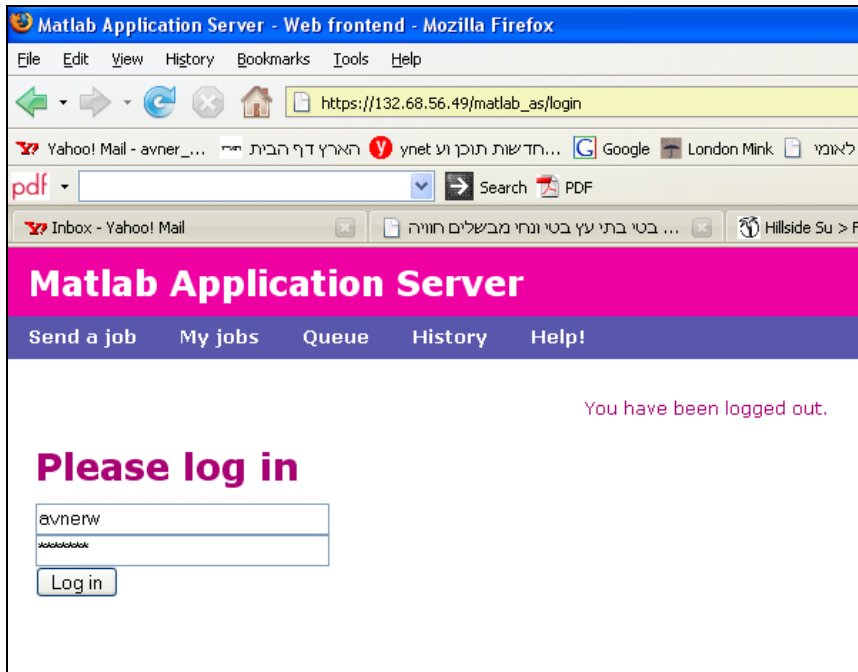 Matlab Application Server - Web frontend - Mozilla Firefox
File Edit View History Bookmarks Tools Help
https://132.68.56.49/matlab_as/login
Yahoo! Mail - avner_... הארץ דף הבית ynet חדשות תוכן וע... Google London Mink לאומי
pdf Search PDF
Inbox - Yahoo! Mail בטי בתי עץ בטי ונחי מבשלים חוויה ... Hillside Su > F
Matlab Application Server
Send a job My jobs Queue History Help!
You have been logged out.
Please log in
avnerw
********
Log in